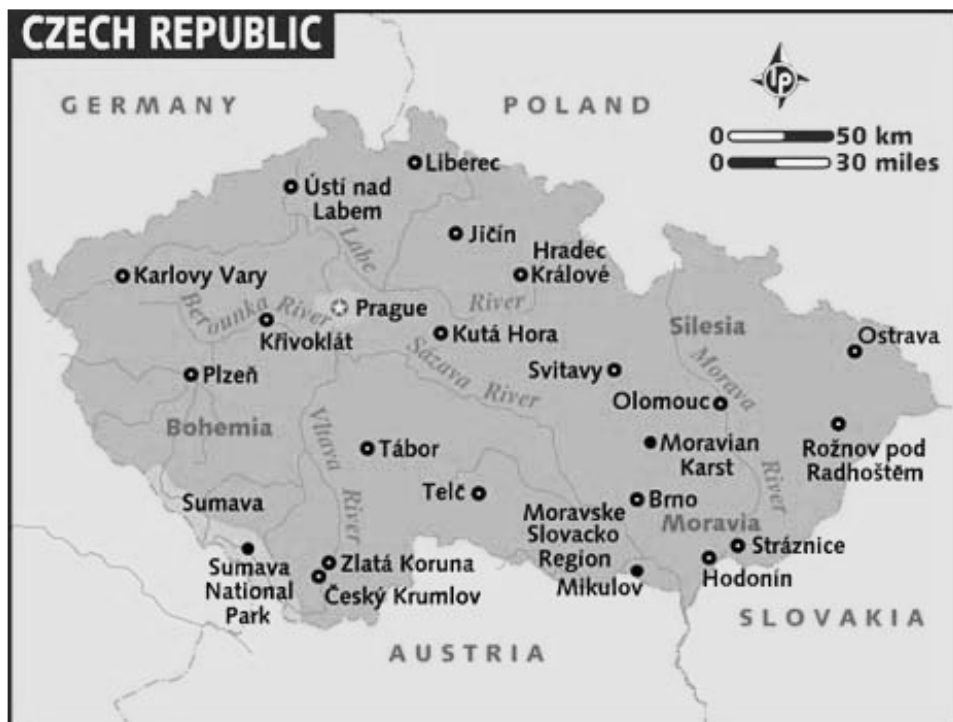 CZECH REPUBLIC
GERMANY
POLAND
lp
0 50 km
0 30 miles
Liberec
Ústí nad
Labem
Labe
Jičín
Hradec
Králové
Karlovy Vary
Berounka River
Prague
River
Křivoklát
Kutá Hora
Silesia
Ostrava
Sázava River
Svitavy
Morava
River
Plzeň
Olomouc
Bohemia
Vltava
River
Tábor
Moravian
Karst
Rožnov pod
Radhoštěm
Telč
Sumava
Brno
Moravske
Slovacko
Region
Moravia
Stráznice
Sumava
National
Park
Zlatá Koruna
Český Krumlov
Mikulov
Hodonín
SLOVAKIA
AUSTRIA